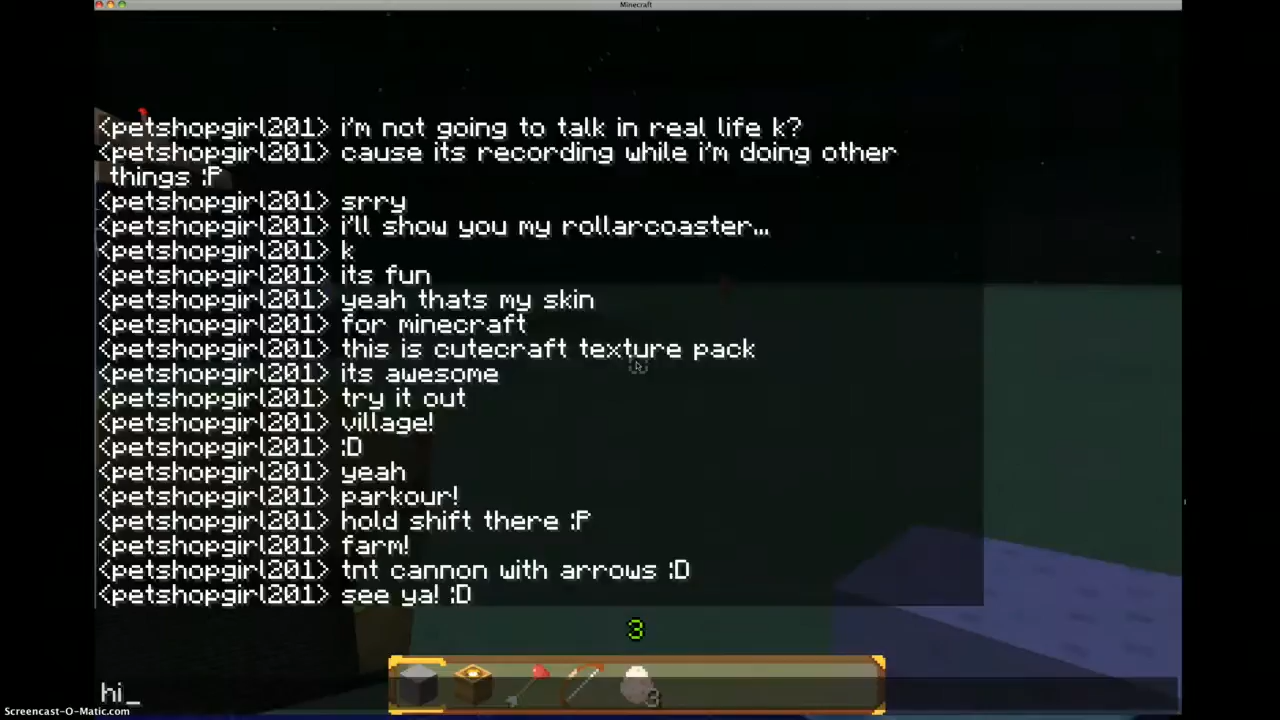 Minecraft
<petshopgirl201> i'm not going to talk in real life k?
<petshopgirl201> cause its recording while i'm doing other
things :P
<petshopgirl201> srry
<petshopgirl201> i'll show you my rollarcoaster...
<petshopgirl201> k
<petshopgirl201> its fun
<petshopgirl201> yeah thats my skin
<petshopgirl201> for minecraft
<petshopgirl201> this is cutecraft texture pack
<petshopgirl201> its awesome
<petshopgirl201> try it out
<petshopgirl201> village!
<petshopgirl201> :D
<petshopgirl201> yeah
<petshopgirl201> parkour!
<petshopgirl201> hold shift there :P
<petshopgirl201> farm!
<petshopgirl201> tnt cannon with arrows :D
<petshopgirl201> see ya! :D
3
3
hi_
Screencast-O-Matic.com